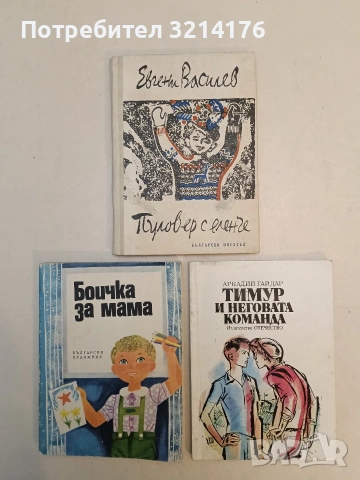 Потребител 3214176
Евгени Василев
Пуловер с еленче
БЪЛГАРСКИ ПИСАТЕЛ
Боичка
за мама
БЪЛГАРСКИ
ХУДОЖНИК
АРКАДИЙ ГАЙДАР
ТИМУР
И НЕГОВАТА
КОМАНДА
Издателство ОТЕЧЕСТВО
BAZAR